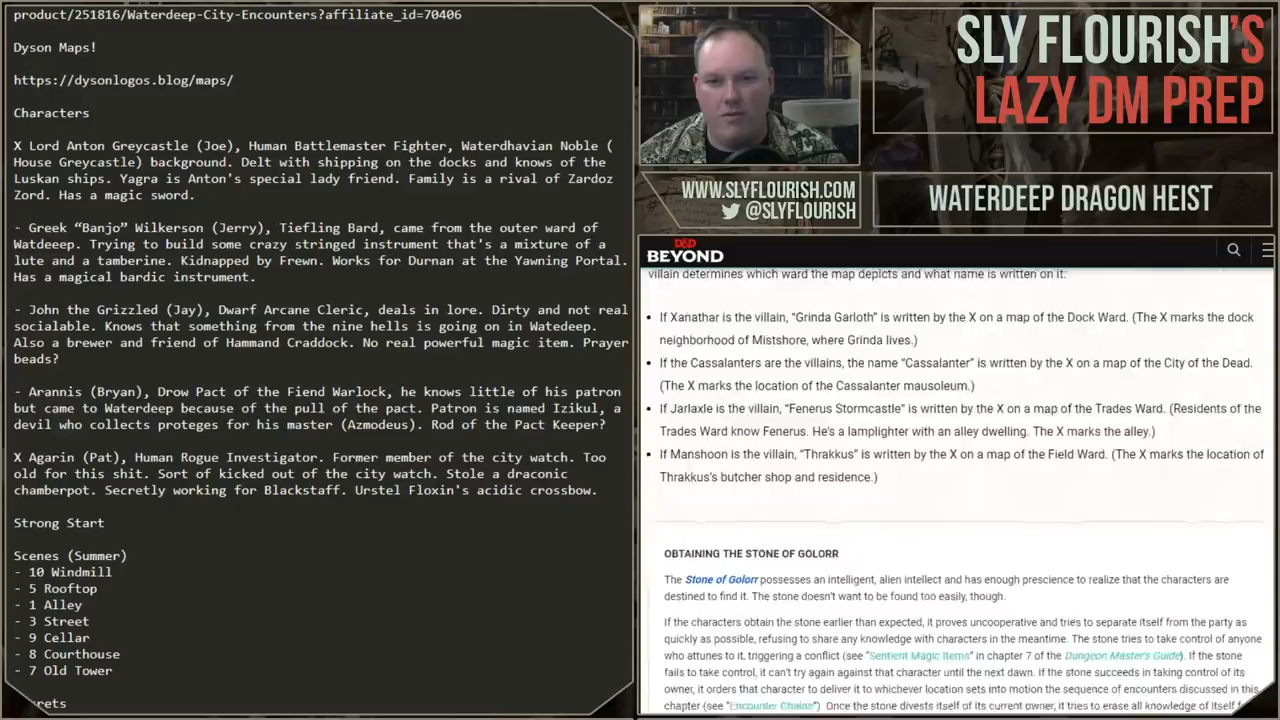 product/251816/Waterdeep-City-Encounters?affiliate_id=70406
Dyson Maps!
https://dysonlogos.blog/maps/
Characters
X Lord Anton Greycastle (Joe), Human Battlemaster Fighter, Waterdhavian Noble (
House Greycastle) background. Delt with shipping on the docks and knows of the
Luskan ships. Yagra is Anton's special lady friend. Family is a rival of Zardoz
Zord. Has a magic sword.
- Greek “Banjo” Wilkerson (Jerry), Tiefling Bard, came from the outer ward of
Watdeeep. Trying to build some crazy stringed instrument that's a mixture of a
lute and a tamberine. Kidnapped by Frewn. Works for Durnan at the Yawning Portal.
Has a magical bardic instrument.
- John the Grizzled (Jay), Dwarf Arcane Cleric, deals in lore. Dirty and not real
socialable. Knows that something from the nine hells is going on in Watedeep.
Also a brewer and friend of Hammand Craddock. No real powerful magic item. Prayer
beads?
- Arannis (Bryan), Drow Pact of the Fiend Warlock, he knows little of his patron
but came to Waterdeep because of the pull of the pact. Patron is named Izikul, a
devil who collects proteges for his master (Azmodeus). Rod of the Pact Keeper?
X Agarin (Pat), Human Rogue Investigator. Former member of the city watch. Too
old for this shit. Sort of kicked out of the city watch. Stole a draconic
chamberpot. Secretly working for Blackstaff. Urstel Floxin's acidic crossbow.
Strong Start
Scenes (Summer)
- 10 Windmill
- 5 Rooftop
- 1 Alley
- 3 Street
- 9 Cellar
- 8 Courthouse
- 7 Old Tower
rets
SLY FLOURISH'S
LAZY DM PREP
WWW.SLYFLOURISH.COM
@SLYFLOURISH
WATERDEEP DRAGON HEIST
D&D
BEYOND
villain determines which ward the map depicts and what name is written on it:
• If Xanathar is the villain, “Grinda Garloth” is written by the X on a map of the Dock Ward. (The X marks the dock
neighborhood of Mistshore, where Grinda lives.)
• If the Cassalanters are the villains, the name “Cassalanter” is written by the X on a map of the City of the Dead.
(The X marks the location of the Cassalanter mausoleum.)
• If Jarlaxle is the villain, “Fenerus Stormcastle” is written by the X on a map of the Trades Ward. (Residents of the
Trades Ward know Fenerus. He's a lamplighter with an alley dwelling. The X marks the alley.)
• If Manshoon is the villain, “Thrakkus” is written by the X on a map of the Field Ward. (The X marks the location of
Thrakkus's butcher shop and residence.)
OBTAINING THE STONE OF GOLORR
The Stone of Golorr possesses an intelligent, alien intellect and has enough prescience to realize that the characters are
destined to find it. The stone doesn't want to be found too easily, though.
If the characters obtain the stone earlier than expected, it proves uncooperative and tries to separate itself from the party as
quickly as possible, refusing to share any knowledge with characters in the meantime. The stone tries to take control of anyone
who attunes to it, triggering a conflict (see “Sentient Magic Items” in chapter 7 of the Dungeon Master's Guide). If the stone
fails to take control, it can't try again against that character until the next dawn. If the stone succeeds in taking control of its
owner, it orders that character to deliver it to whichever location sets into motion the sequence of encounters discussed in this
chapter (see “Encounter Chains”) Once the stone divests itself of its current owner, it tries to erase all knowledge of itself